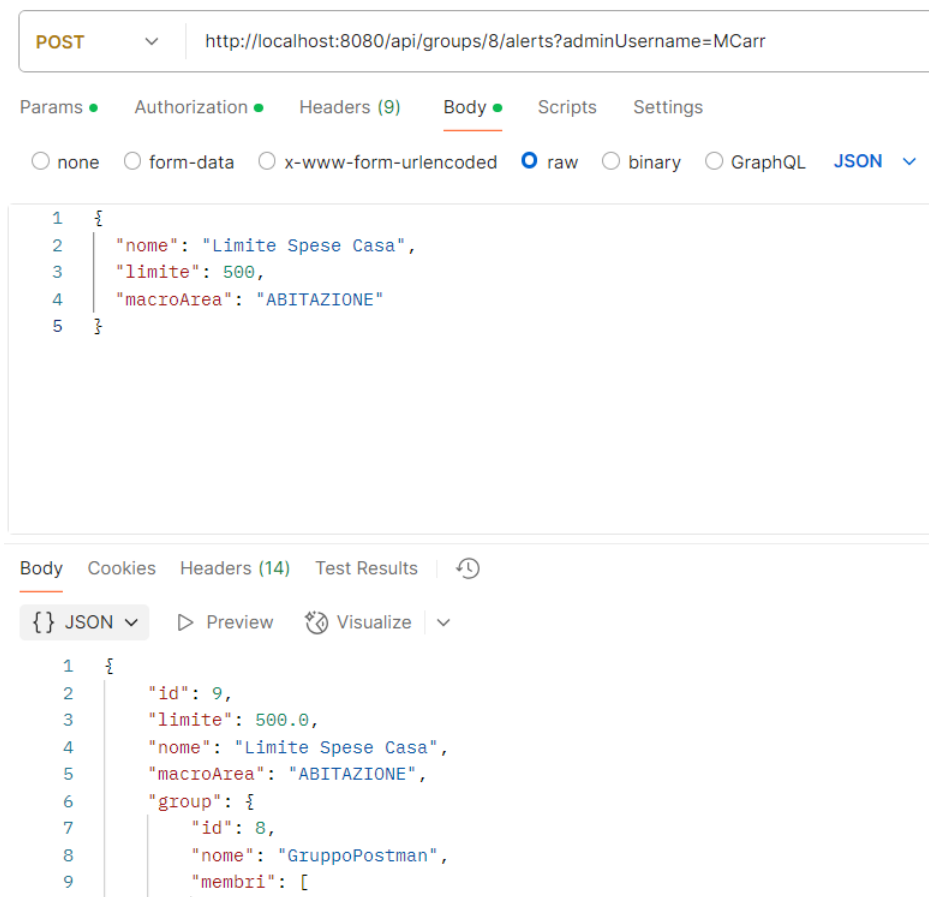 POST http://localhost:8080/api/groups/8/alerts?adminUsername=MCarr
Params Authorization Headers (9) Body Scripts Settings
none form-data x-www-form-urlencoded raw binary GraphQL JSON
1 {
2 "nome": "Limite Spese Casa",
3 "limite": 500,
4 "macroArea": "ABITAZIONE"
5 }
Body Cookies Headers (14) Test Results
{} JSON Preview Visualize
1 {
2 "id": 9,
3 "limite": 500.0,
4 "nome": "Limite Spese Casa",
5 "macroArea": "ABITAZIONE",
6 "group": {
7 "id": 8,
8 "nome": "GruppoPostman",
9 "membri": [